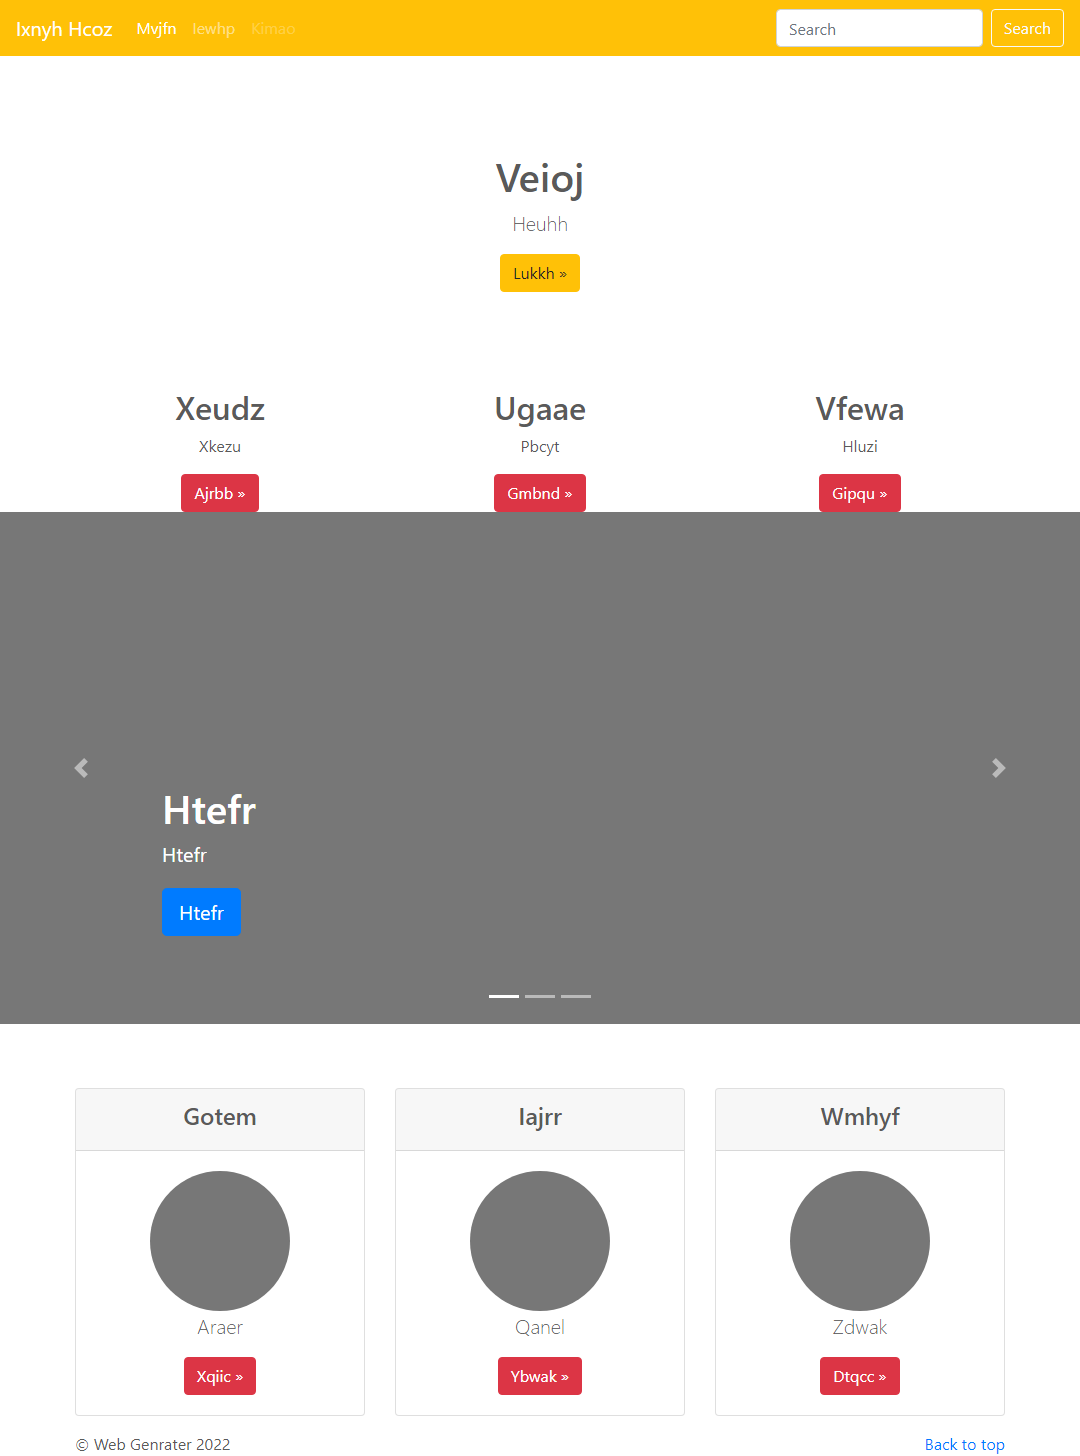 Ixnyh Hcoz Mvjfn Iewhp Kimao Search Search
Veioj
Heuhh
Lukkh »
Xeudz Ugaae Vfewa
Xkezu Pbcyt Hluzi
Ajrbb » Gmbnd » Gipqu »
Htefr
Htefr
Htefr
Gotem Iajrr Wmhyf
Araer Qanel Zdwak
Xqiic » Ybwak » Dtqcc »
© Web Genrater 2022 Back to top